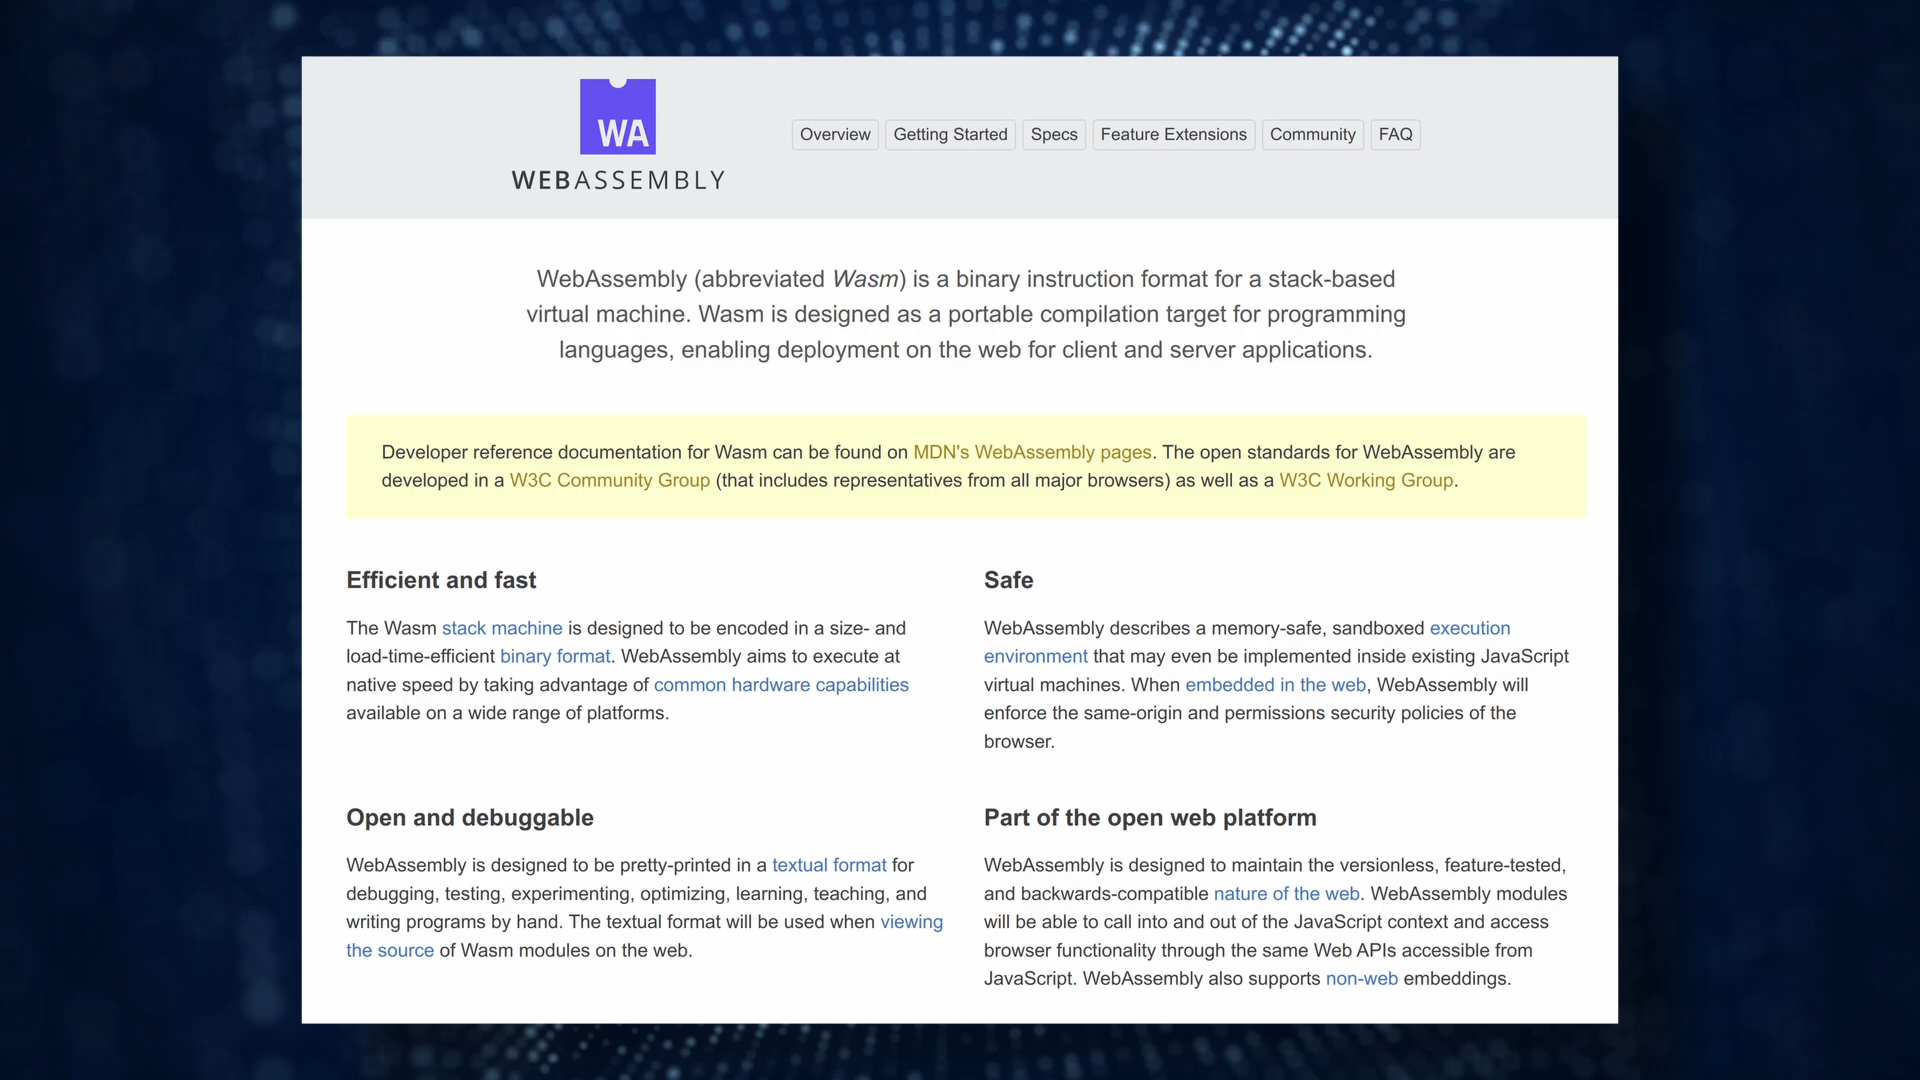 WA
WEBASSEMBLY
Overview
Getting Started
Specs
Feature Extensions
Community
FAQ
WebAssembly (abbreviated Wasm) is a binary instruction format for a stack-based
virtual machine. Wasm is designed as a portable compilation target for programming
languages, enabling deployment on the web for client and server applications.
Developer reference documentation for Wasm can be found on MDN's WebAssembly pages. The open standards for WebAssembly are
developed in a W3C Community Group (that includes representatives from all major browsers) as well as a W3C Working Group.
Efficient and fast
The Wasm stack machine is designed to be encoded in a size- and
load-time-efficient binary format. WebAssembly aims to execute at
native speed by taking advantage of common hardware capabilities
available on a wide range of platforms.
Safe
WebAssembly describes a memory-safe, sandboxed execution
environment that may even be implemented inside existing JavaScript
virtual machines. When embedded in the web, WebAssembly will
enforce the same-origin and permissions security policies of the
browser.
Open and debuggable
WebAssembly is designed to be pretty-printed in a textual format for
debugging, testing, experimenting, optimizing, learning, teaching, and
writing programs by hand. The textual format will be used when viewing
the source of Wasm modules on the web.
Part of the open web platform
WebAssembly is designed to maintain the versionless, feature-tested,
and backwards-compatible nature of the web. WebAssembly modules
will be able to call into and out of the JavaScript context and access
browser functionality through the same Web APIs accessible from
JavaScript. WebAssembly also supports non-web embeddings.